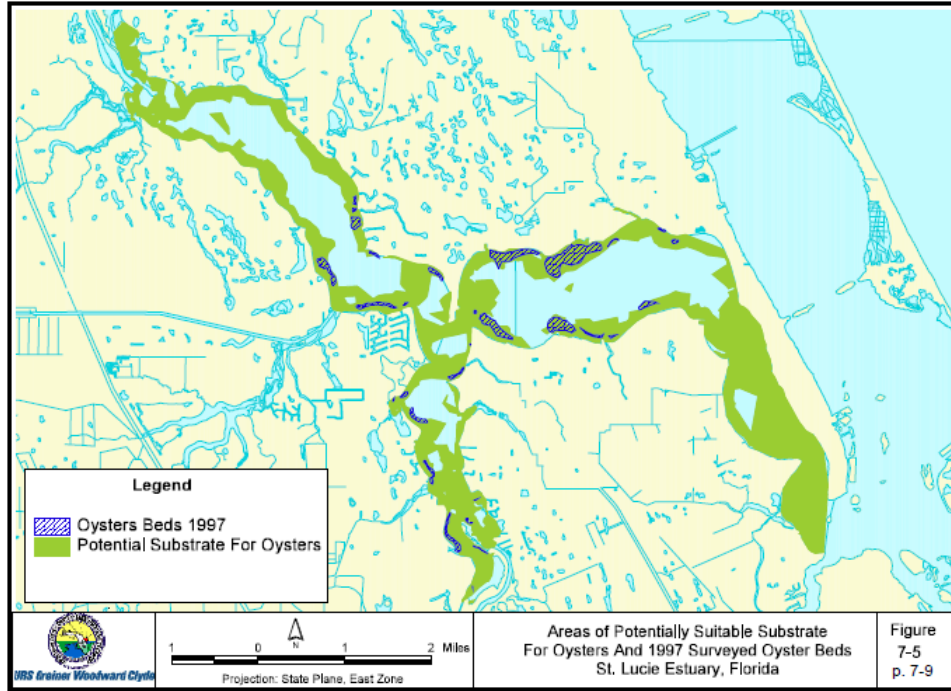 Legend
Oysters Beds 1997
Potential Substrate For Oysters
URS Greiner Woodward Clyde
1 0 1 2 Miles
N
Projection: State Plane, East Zone
Areas of Potentially Suitable Substrate
For Oysters And 1997 Surveyed Oyster Beds
St. Lucie Estuary, Florida
Figure
7-5
p. 7-9